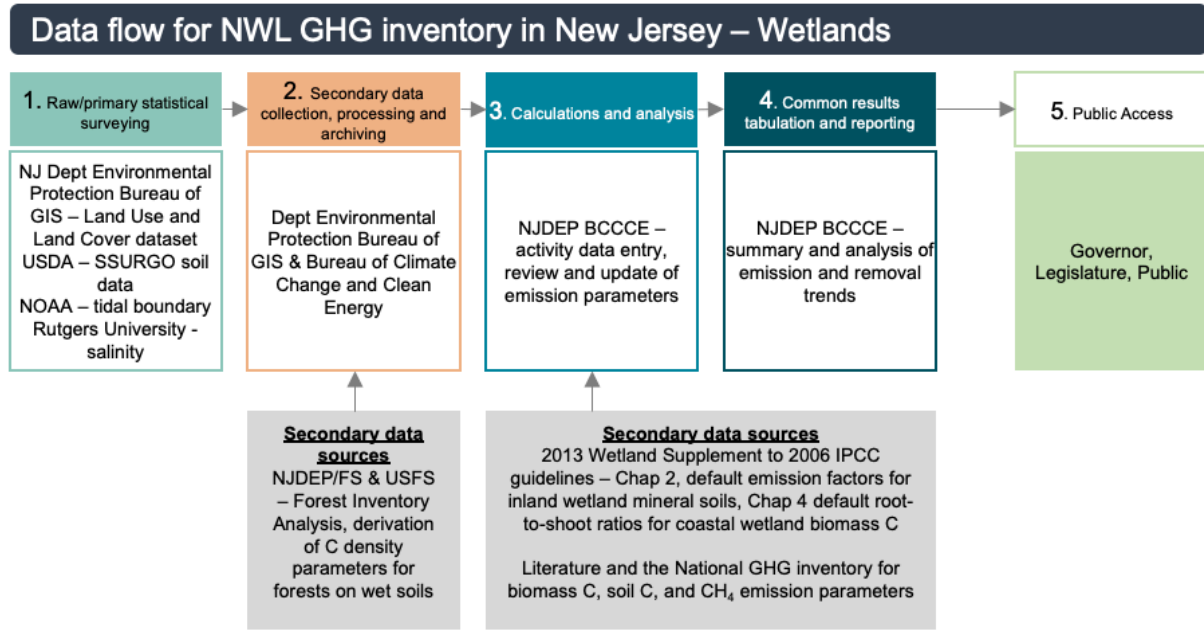 Data flow for NWL GHG inventory in New Jersey – Wetlands
1. Raw/primary statistical
surveying
2. Secondary data
collection, processing and
archiving
3. Calculations and analysis
4. Common results
tabulation and reporting
5. Public Access
NJ Dept Environmental
Protection Bureau of
GIS – Land Use and
Land Cover dataset
USDA – SSURGO soil
data
NOAA – tidal boundary
Rutgers University -
salinity
Dept Environmental
Protection Bureau of
GIS & Bureau of Climate
Change and Clean
Energy
NJDEP BCCCE –
activity data entry,
review and update of
emission parameters
NJDEP BCCCE –
summary and analysis of
emission and removal
trends
Governor,
Legislature, Public
Secondary data
sources
NJDEP/FS & USFS
– Forest Inventory
Analysis, derivation
of C density
parameters for
forests on wet soils
Secondary data sources
2013 Wetland Supplement to 2006 IPCC
guidelines – Chap 2, default emission factors for
inland wetland mineral soils, Chap 4 default root-
to-shoot ratios for coastal wetland biomass C
Literature and the National GHG inventory for
biomass C, soil C, and CH₄ emission parameters